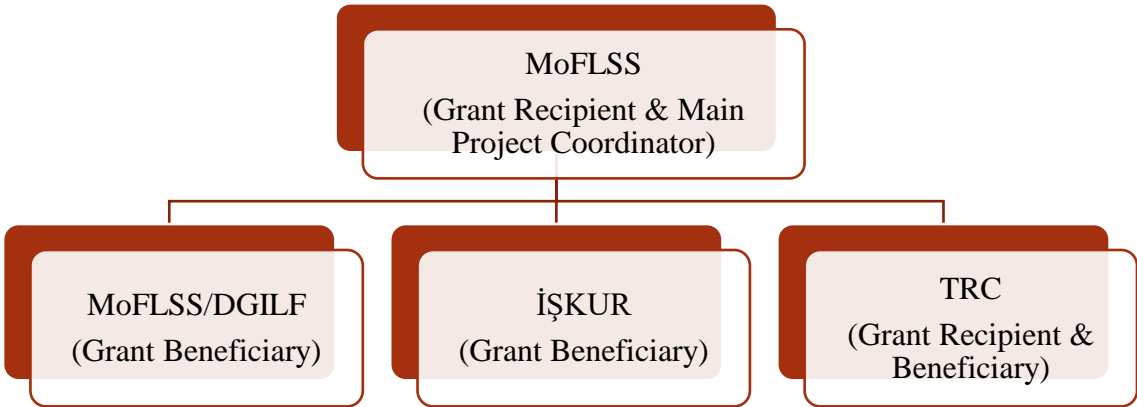 MoFLSS
(Grant Recipient & Main
Project Coordinator)
MoFLSS/DGILF
(Grant Beneficiary)
İŞKUR
(Grant Beneficiary)
TRC
(Grant Recipient &
Beneficiary)